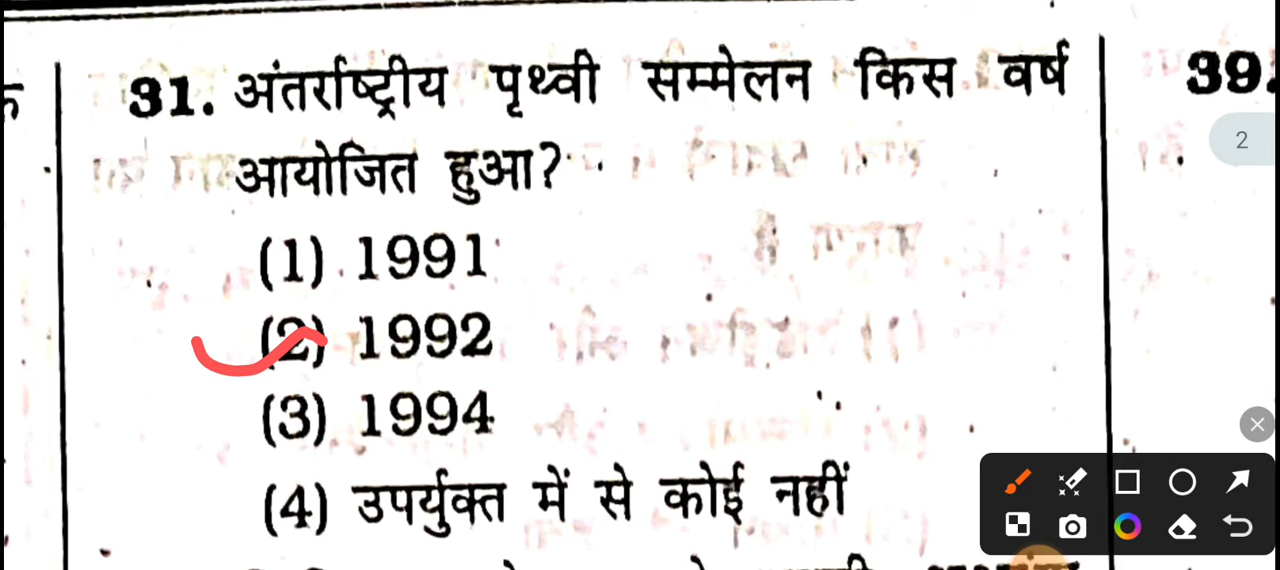 31. अंतर्राष्ट्रीय पृथ्वी सम्मेलन किस वर्ष
आयोजित हुआ?
(1) 1991
(2) 1992
(3) 1994
(4) उपर्युक्त में से कोई नहीं
39.
2